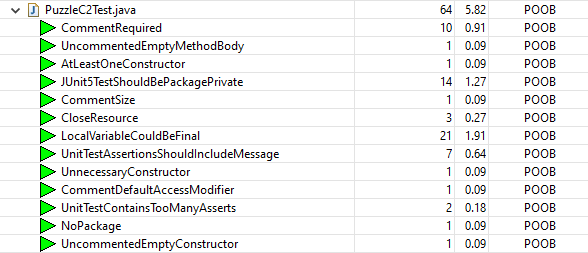 PuzzleC2Test.java 64 5.82 POOB
CommentRequired 10 0.91 POOB
UncommentedEmptyMethodBody 1 0.09 POOB
AtLeastOneConstructor 1 0.09 POOB
JUnit5TestShouldBePackagePrivate 14 1.27 POOB
CommentSize 1 0.09 POOB
CloseResource 3 0.27 POOB
LocalVariableCouldBeFinal 21 1.91 POOB
UnitTestAssertionsShouldIncludeMessage 7 0.64 POOB
UnnecessaryConstructor 1 0.09 POOB
CommentDefaultAccessModifier 1 0.09 POOB
UnitTestContainsTooManyAsserts 2 0.18 POOB
NoPackage 1 0.09 POOB
UncommentedEmptyConstructor 1 0.09 POOB